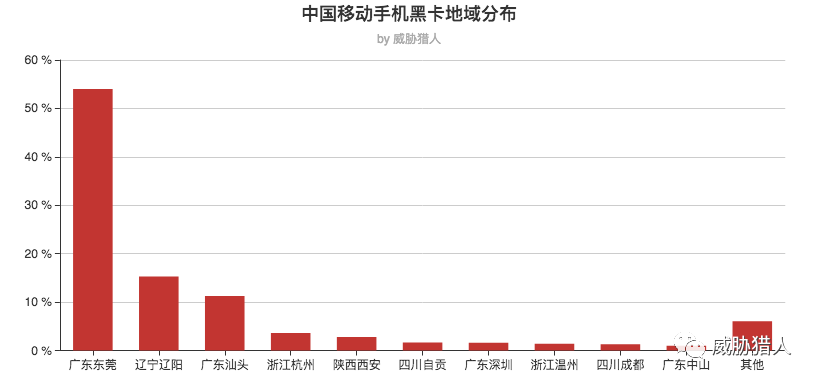 中国移动手机黑卡地域分布
by 威胁猎人
60 %
50 %
40 %
30 %
20 %
10 %
0 %
广东东莞 辽宁辽阳 广东汕头 浙江杭州 陕西西安 四川自贡 广东深圳 浙江温州 四川成都 广东中山 其他
威胁猎人